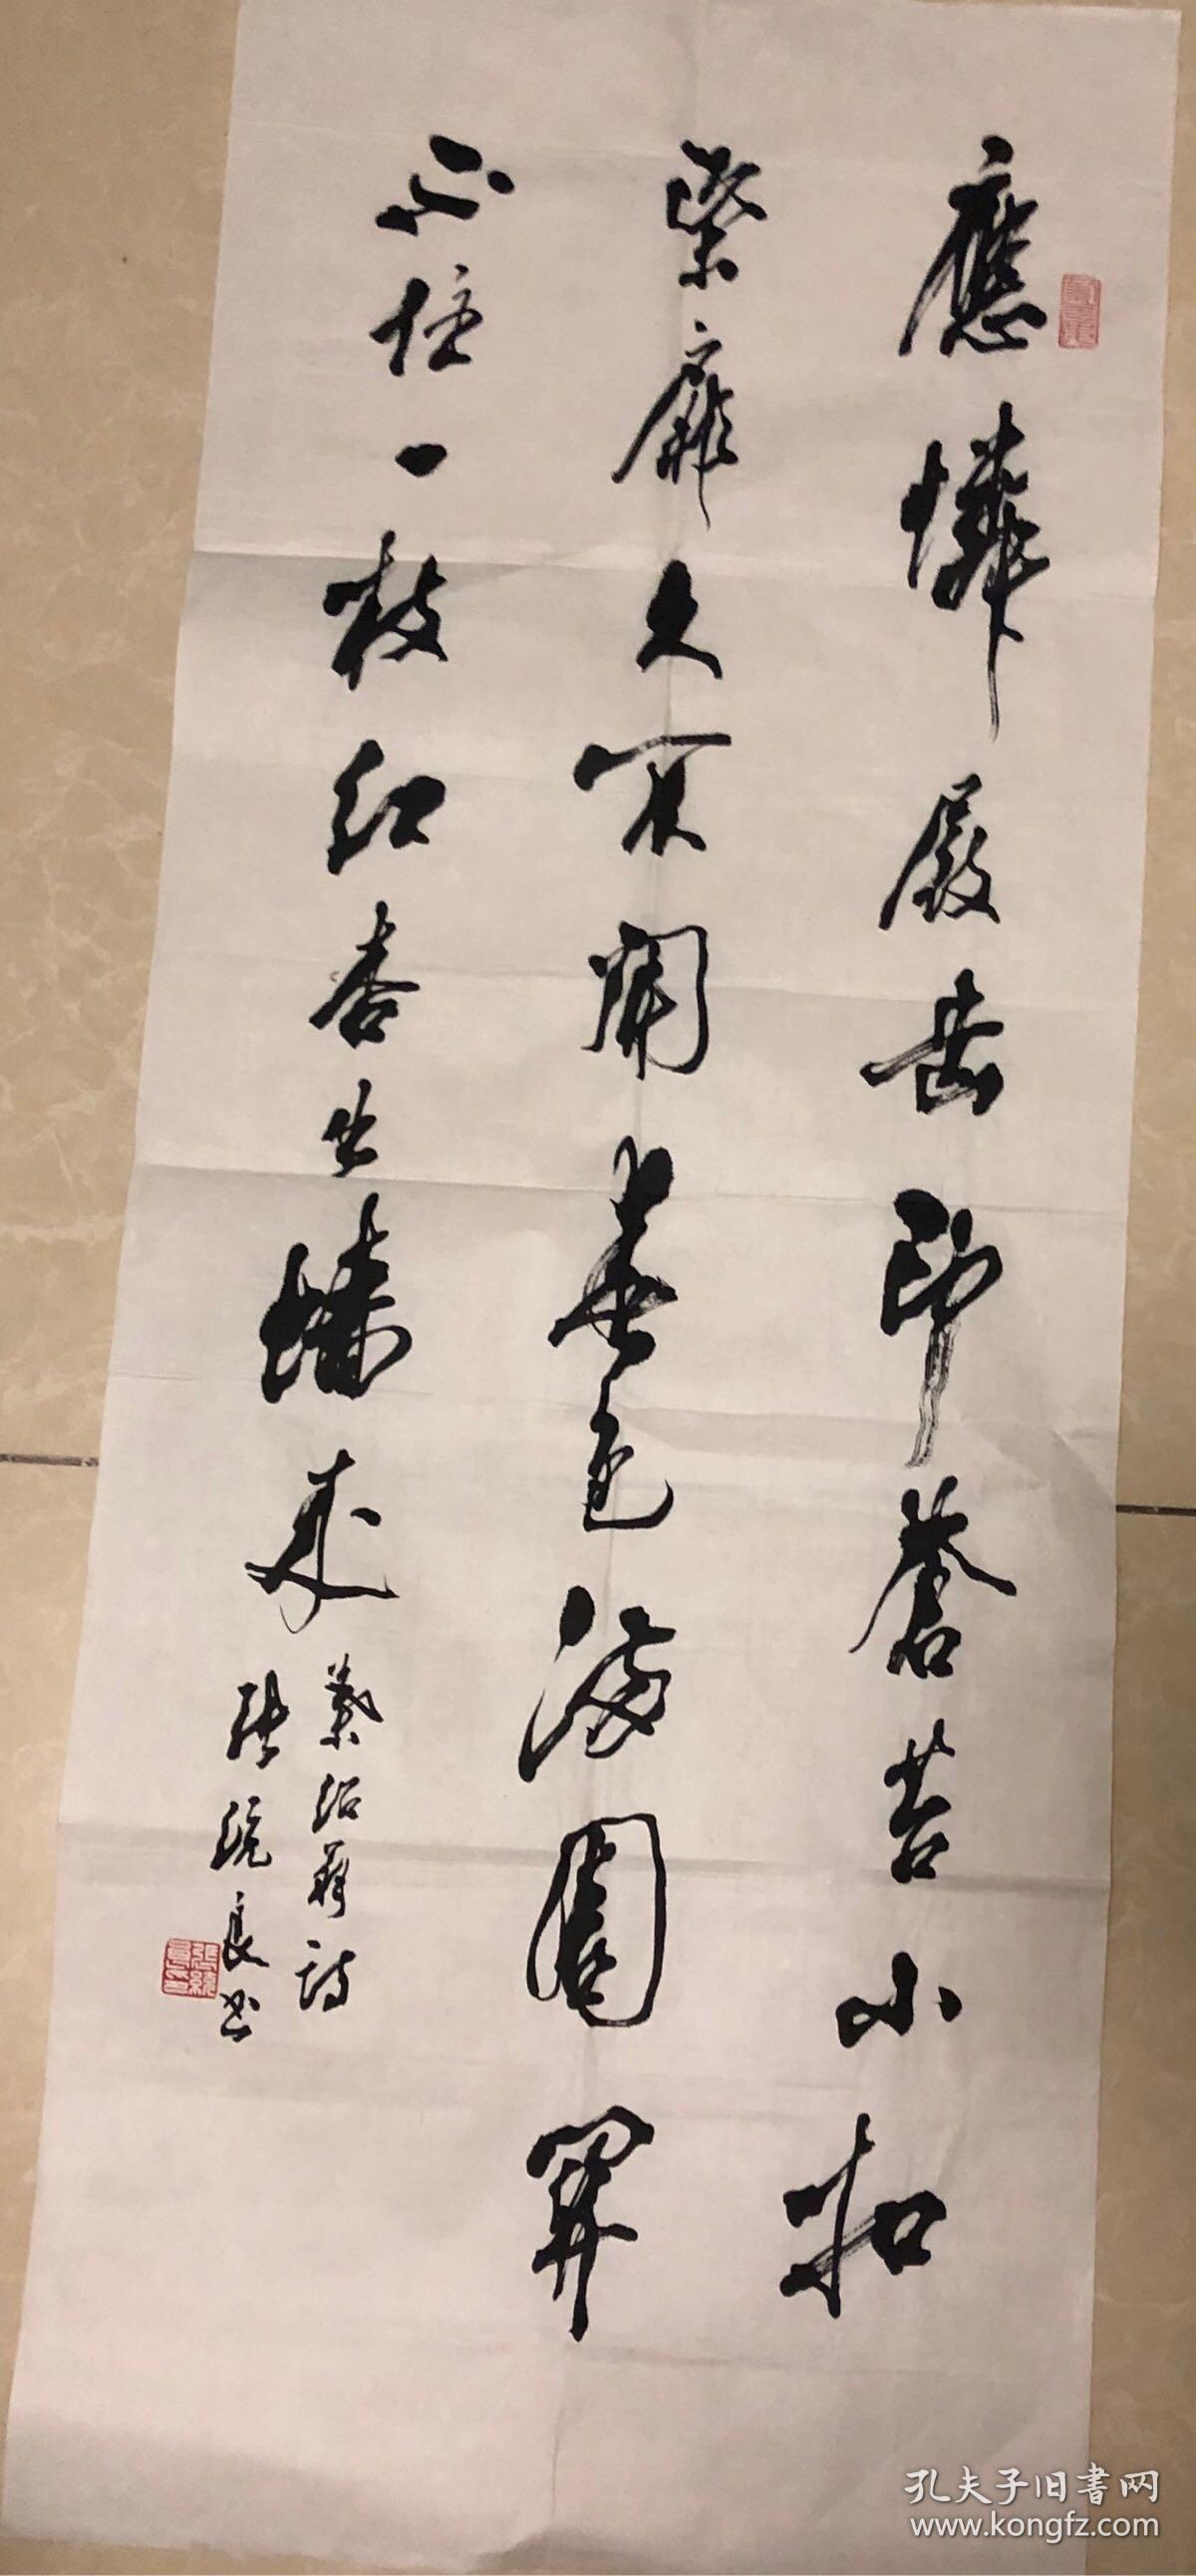 應憐屐齒印蒼苔小扣
柴扉久不開春色滿園關
不住一枝紅杏出墻來
葉紹翁詩
張統良书
孔夫子旧書网
www.kongfz.com